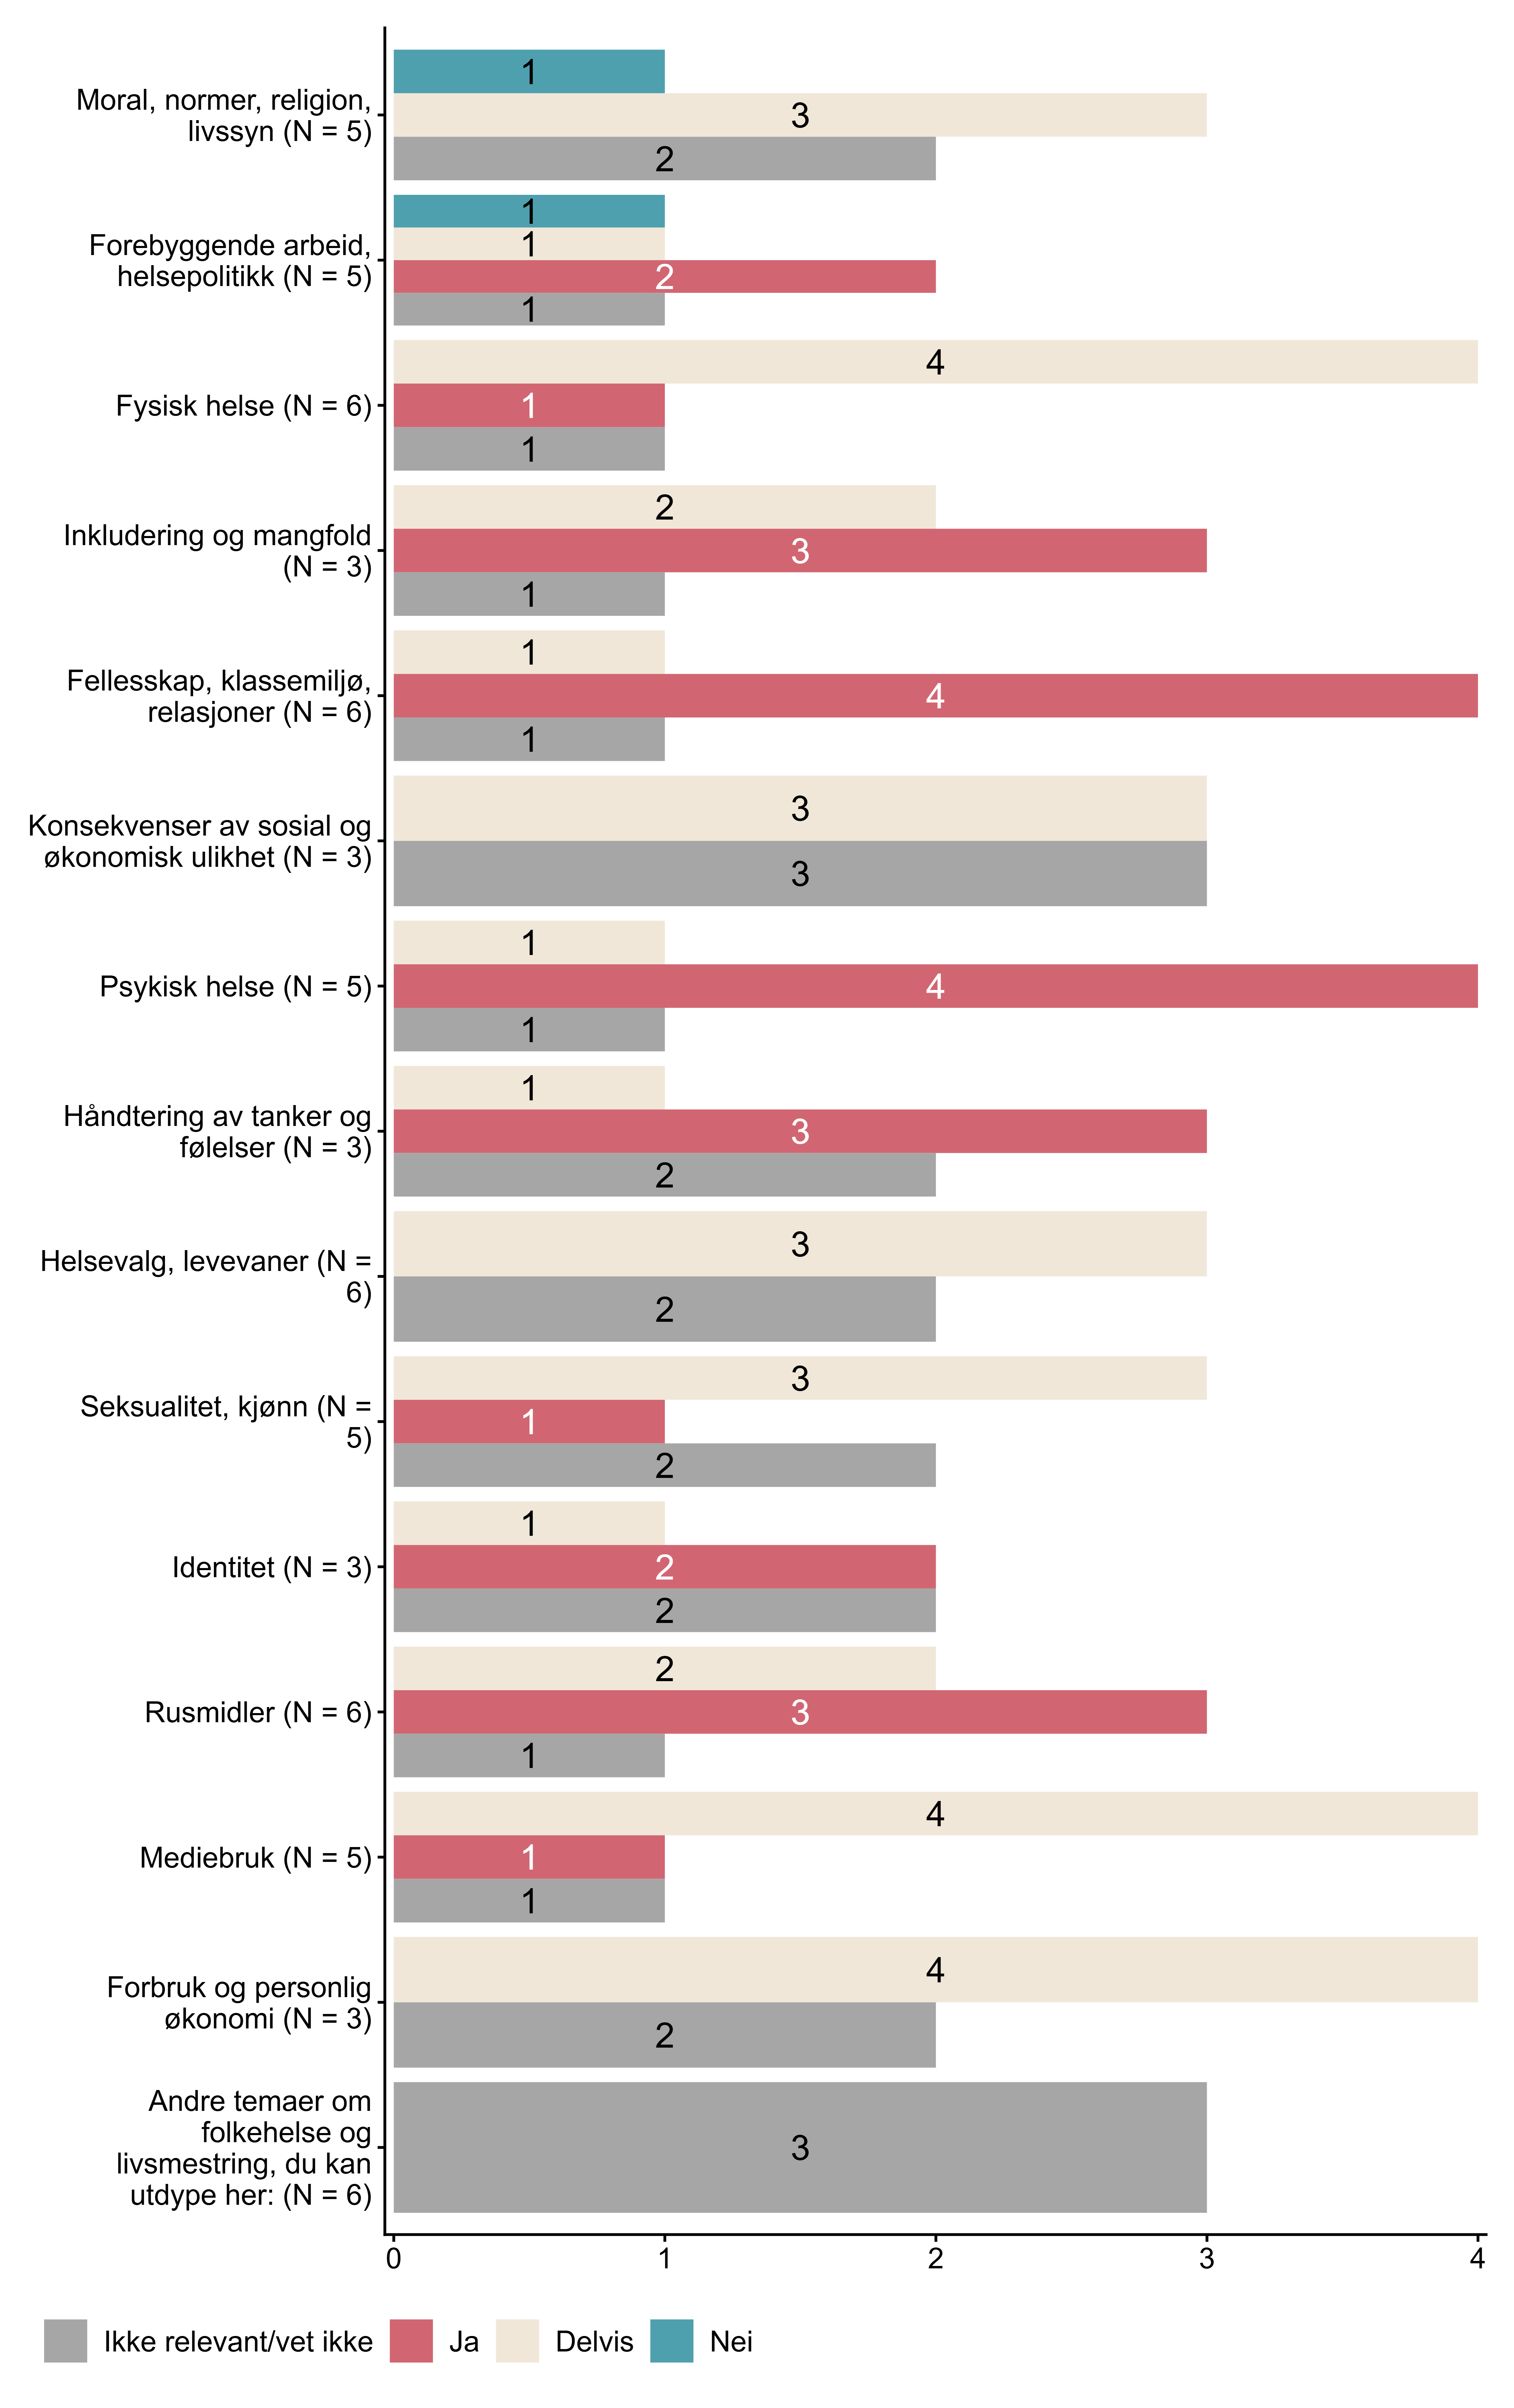 Moral, normer, religion,
livssyn (N = 5)
1
3
2
Forebyggende arbeid,
helsepolitikk (N = 5)
1
1
2
1
Fysisk helse (N = 6)
4
1
1
Inkludering og mangfold
(N = 3)
2
3
1
Fellesskap, klassemiljø,
relasjoner (N = 6)
1
4
1
Konsekvenser av sosial og
økonomisk ulikhet (N = 3)
3
3
Psykisk helse (N = 5)
1
4
1
Håndtering av tanker og
følelser (N = 3)
1
3
2
Helsevalg, levevaner (N =
6)
3
2
Seksualitet, kjønn (N =
5)
3
1
2
Identitet (N = 3)
1
2
2
Rusmidler (N = 6)
2
3
1
Mediebruk (N = 5)
4
1
1
Forbruk og personlig
økonomi (N = 3)
4
2
Andre temaer om
folkehelse og
livsmestring, du kan
utdype her: (N = 6)
3
0 1 2 3 4
Ikke relevant/vet ikke Ja Delvis Nei